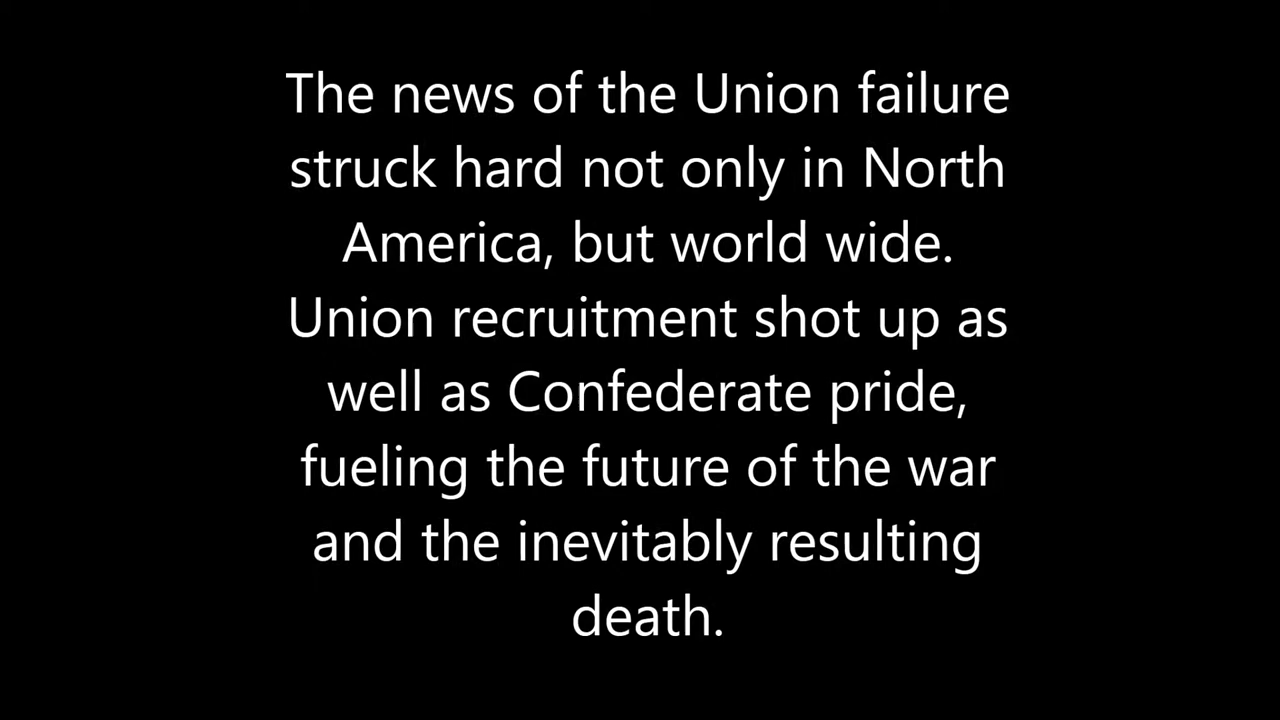 The news of the Union failure
struck hard not only in North
America, but world wide.
Union recruitment shot up as
well as Confederate pride,
fueling the future of the war
and the inevitably resulting
death.